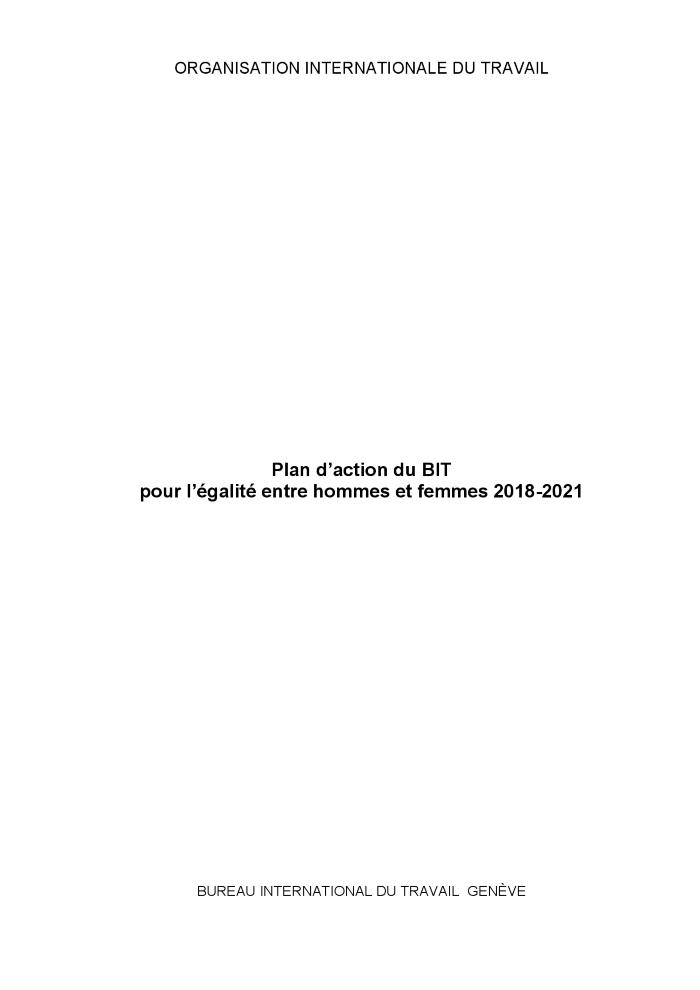 ORGANISATION INTERNATIONALE DU TRAVAIL
Plan d’action du BIT
pour l’égalité entre hommes et femmes 2018-2021
BUREAU INTERNATIONAL DU TRAVAIL GENÈVE